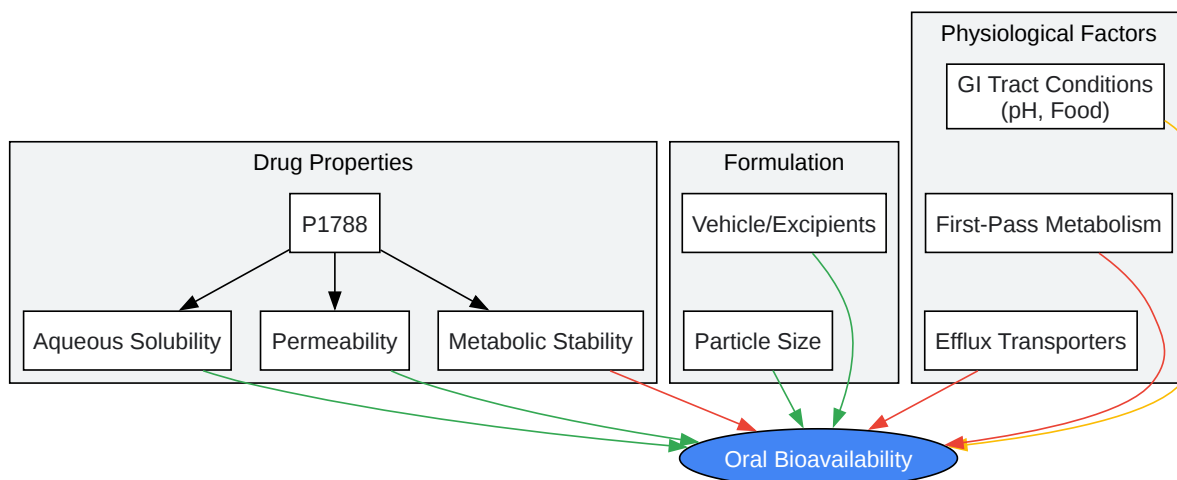 Physiological Factors
GI Tract Conditions
(pH, Food)
Drug Properties
Formulation
P1788
Vehicle/Excipients
First-Pass Metabolism
Aqueous Solubility
Permeability
Metabolic Stability
Particle Size
Efflux Transporters
Oral Bioavailability